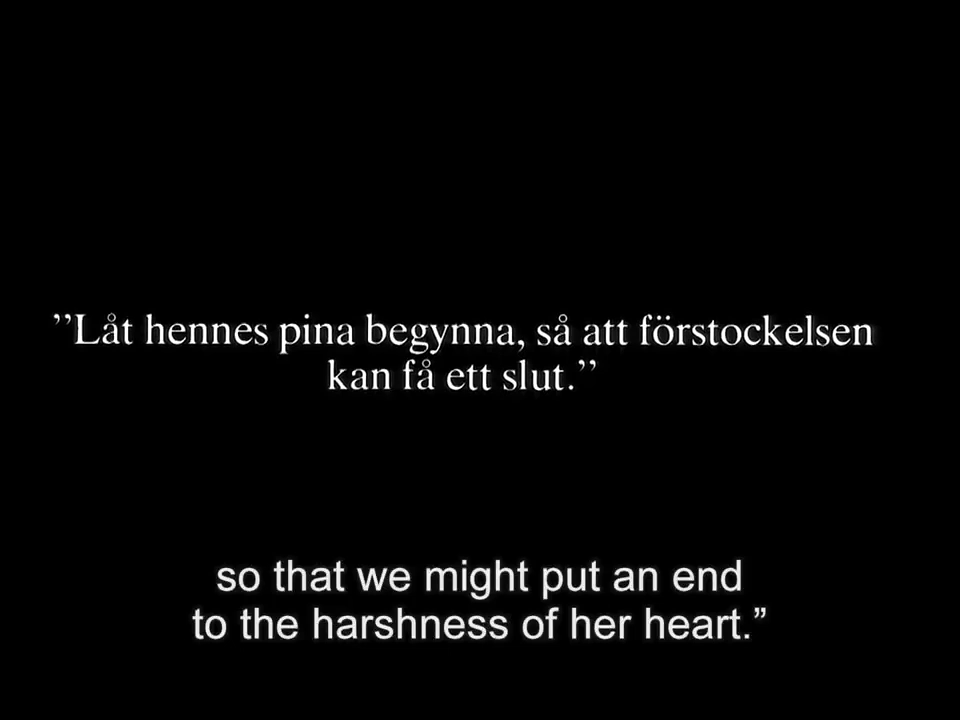 ”Låt hennes pina begynna, så att förstockelsen
kan få ett slut.”
so that we might put an end
to the harshness of her heart.”